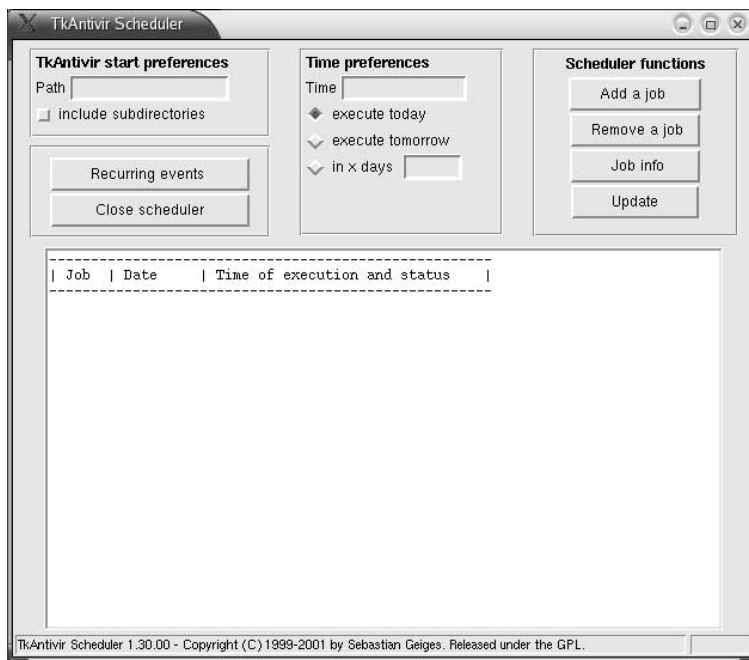 TkAntivir Scheduler
TkAntivir start preferences
Path
include subdirectories
Recurring events
Close scheduler
Time preferences
Time
execute today
execute tomorrow
in x days
Scheduler functions
Add a job
Remove a job
Job info
Update
| Job | Date | Time of execution and status |
TkAntivir Scheduler 1.30.00 - Copyright (C) 1999-2001 by Sebastian Geiges. Released under the GPL.